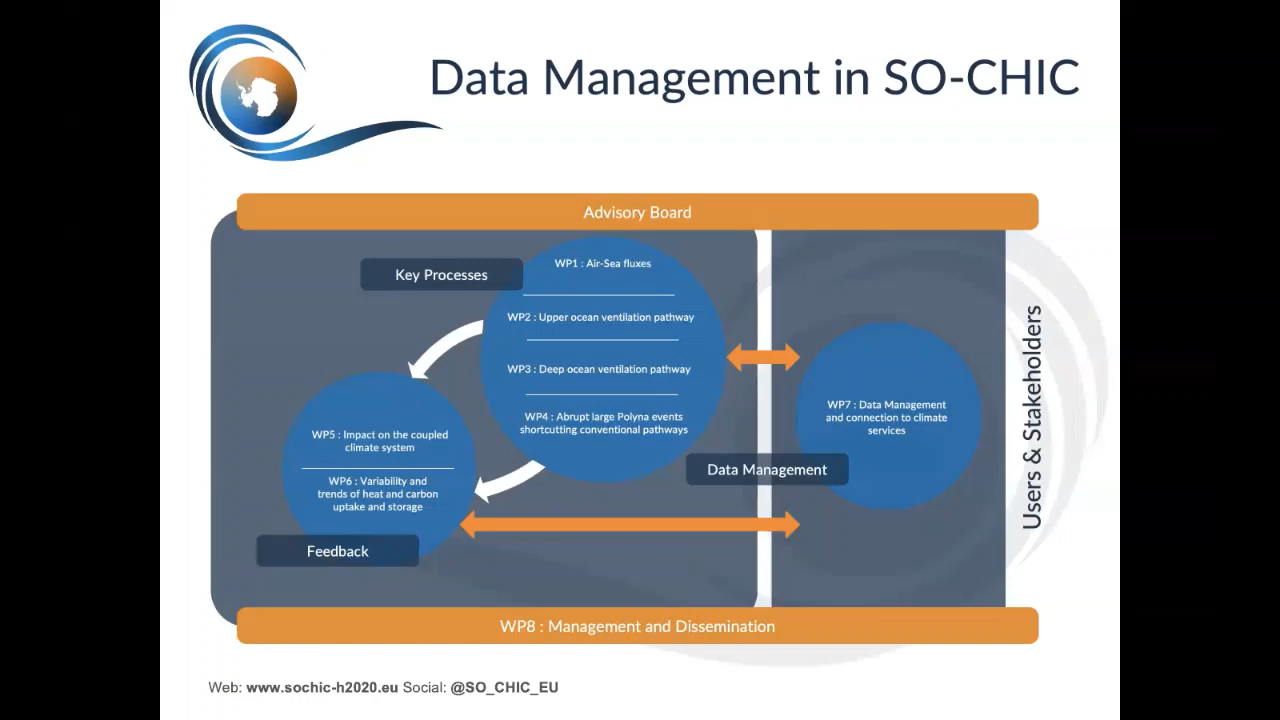 Data Management in SO-CHIC
Advisory Board
Key Processes
WP1 : Air-Sea fluxes
WP2 : Upper ocean ventilation pathway
WP3 : Deep ocean ventilation pathway
WP4 : Abrupt large Polyna events
shortcutting conventional pathways
WP5 : Impact on the coupled
climate system
WP6 : Variability and
trends of heat and carbon
uptake and storage
Feedback
WP7 : Data Management
and connection to climate
services
Data Management
Users & Stakeholders
WP8 : Management and Dissemination
Web: www.sochic-h2020.eu Social: @SO_CHIC_EU